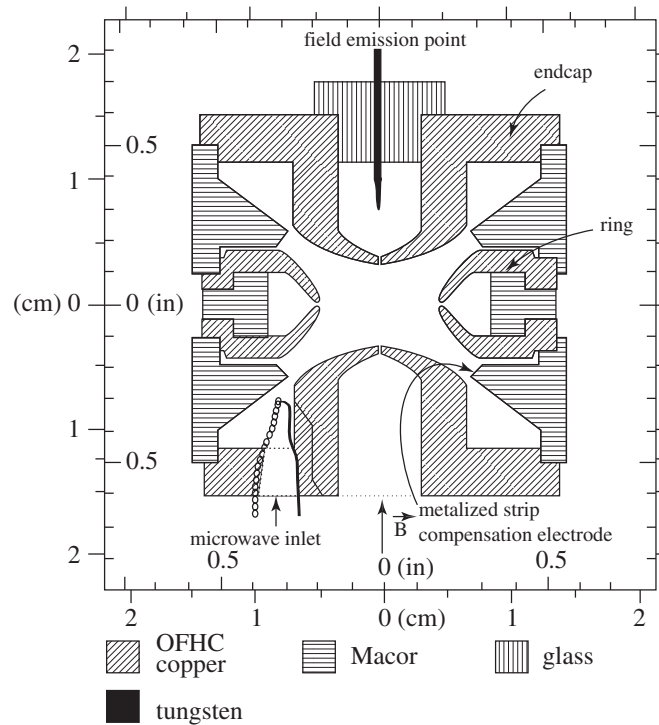 field emission point
endcap
2
0.5
1
ring
(cm) 0
0 (in)
1
0.5
2
microwave inlet
B
metalized strip
compensation electrode
0.5
0 (in)
0.5
2
1
0 (cm)
1
2
OFHC
copper
Macor
glass
tungsten